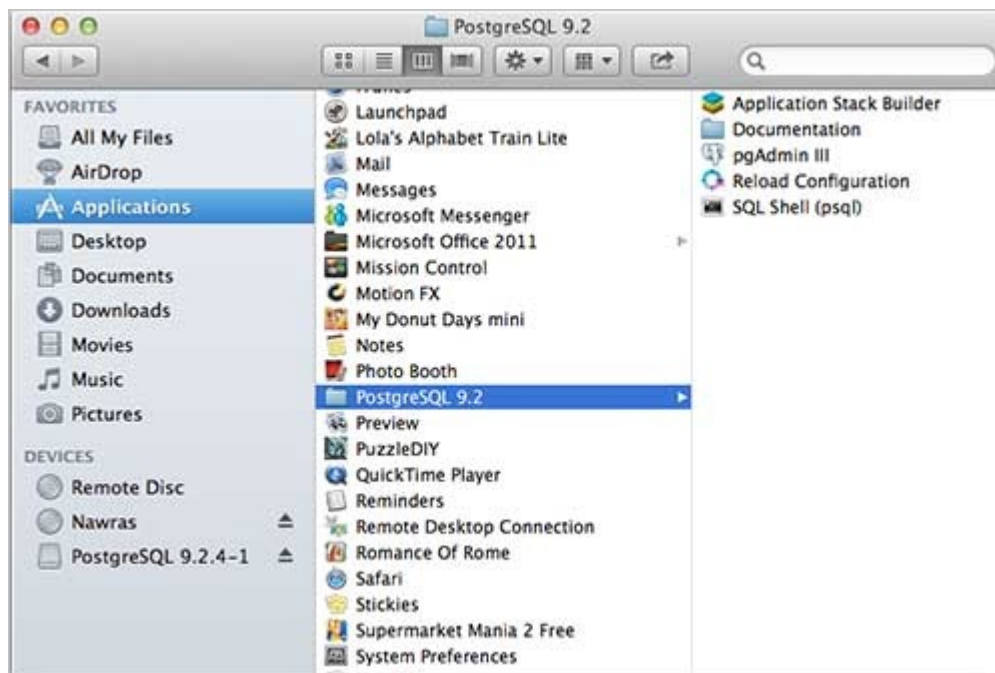 PostgreSQL 9.2
FAVORITES
All My Files
AirDrop
Applications
Desktop
Documents
Downloads
Movies
Music
Pictures
DEVICES
Remote Disc
Nawras
PostgreSQL 9.2.4-1
Launchpad
Lola's Alphabet Train Lite
Mail
Messages
Microsoft Messenger
Microsoft Office 2011
Mission Control
Motion FX
My Donut Days mini
Notes
Photo Booth
PostgreSQL 9.2
Preview
PuzzleDIY
QuickTime Player
Reminders
Remote Desktop Connection
Romance Of Rome
Safari
Stickies
Supermarket Mania 2 Free
System Preferences
Application Stack Builder
Documentation
pgAdmin III
Reload Configuration
SQL Shell (psql)